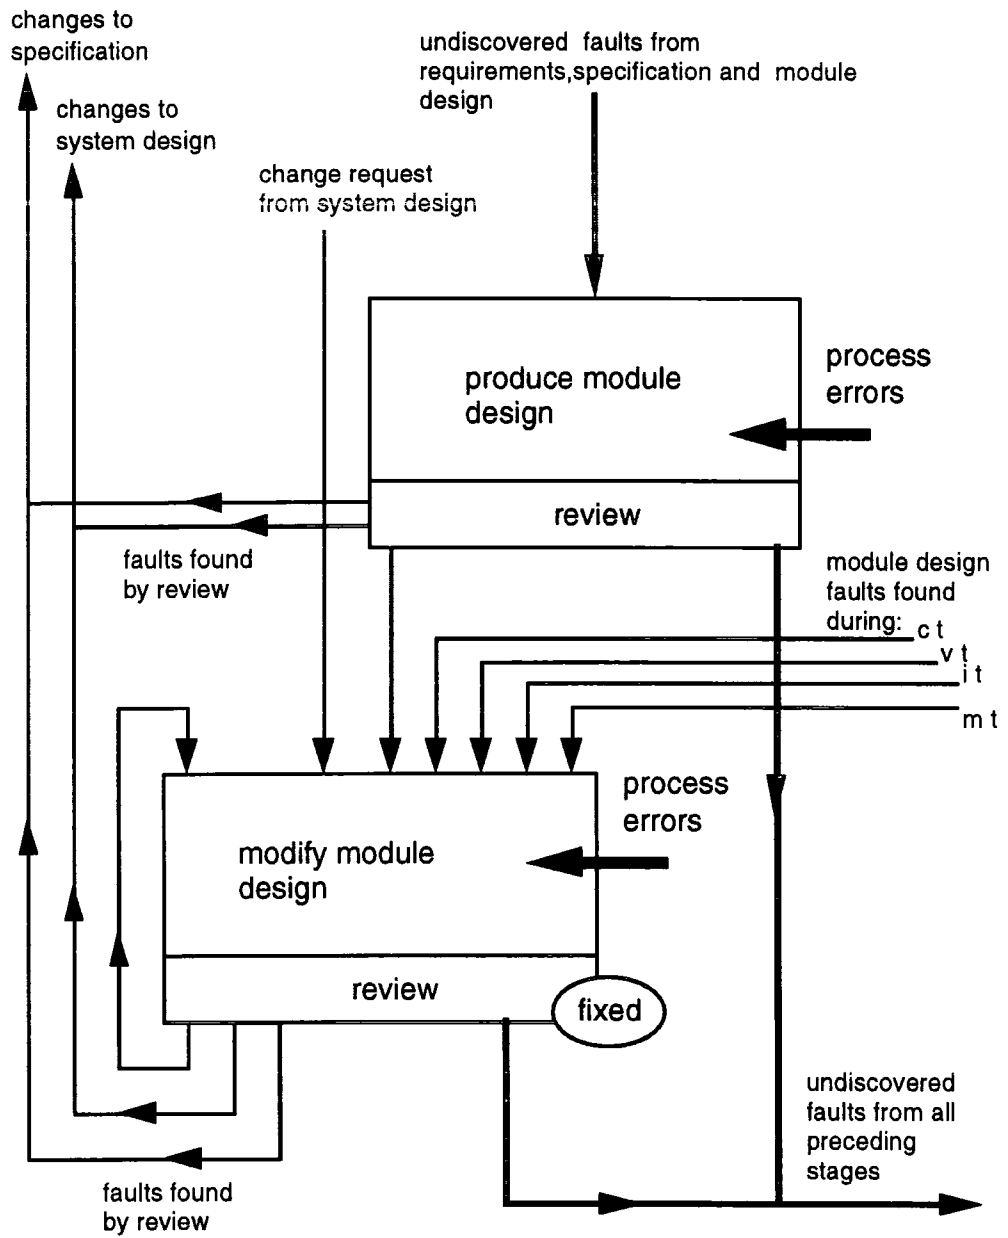 changes to
specification
undiscovered faults from
requirements,specification and module
design
changes to
system design
change request
from system design
process
errors
produce module
design
review
faults found
by review
module design
faults found
during:
c t
v t
i t
m t
process
errors
modify module
design
review
fixed
undiscovered
faults from all
preceding
stages
faults found
by review